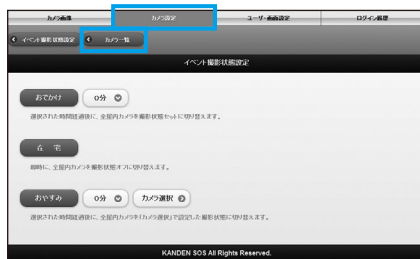 カメラ画像 カメラ設定 ユーザ・画面設定 ログイン履歴
イベント撮影状態設定 カメラ一覧
イベント撮影状態設定
おでかけ 0分
選択された時間経過後に、全屋内カメラを撮影状態セットに切り替えます。
在 宅
即時に、全屋内カメラを撮影状態オフに切り替えます。
おやすみ 0分 カメラ選択
選択された時間経過後に、全屋内カメラを「カメラ選択」で設定した撮影状態に切り替えます。
KANDEN SOS All Rights Reserved.